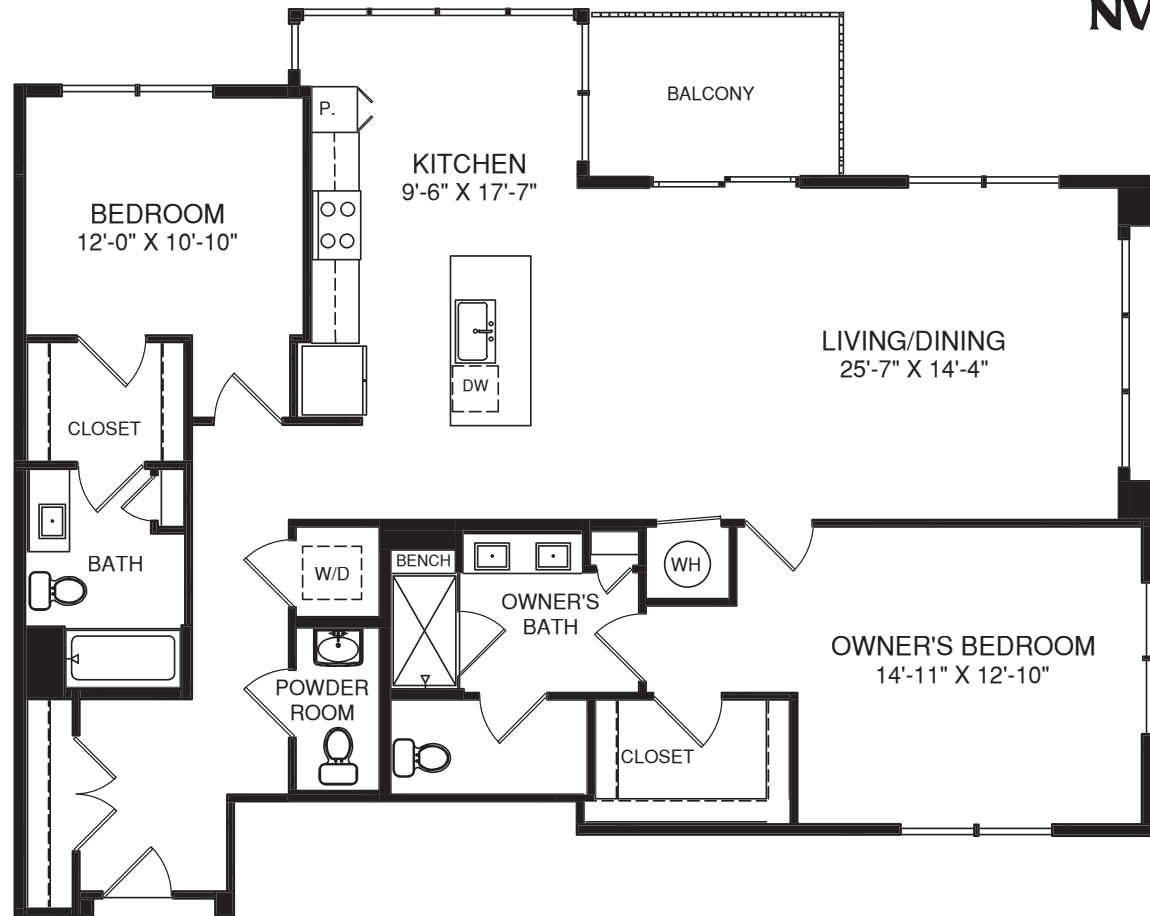 NV
BALCONY
P.
KITCHEN
9'-6" X 17'-7"
BEDROOM
12'-0" X 10'-10"
LIVING/DINING
25'-7" X 14'-4"
DW
CLOSET
BATH
W/D
BENCH
WH
OWNER'S
BATH
OWNER'S BEDROOM
14'-11" X 12'-10"
POWDER
ROOM
CLOSET